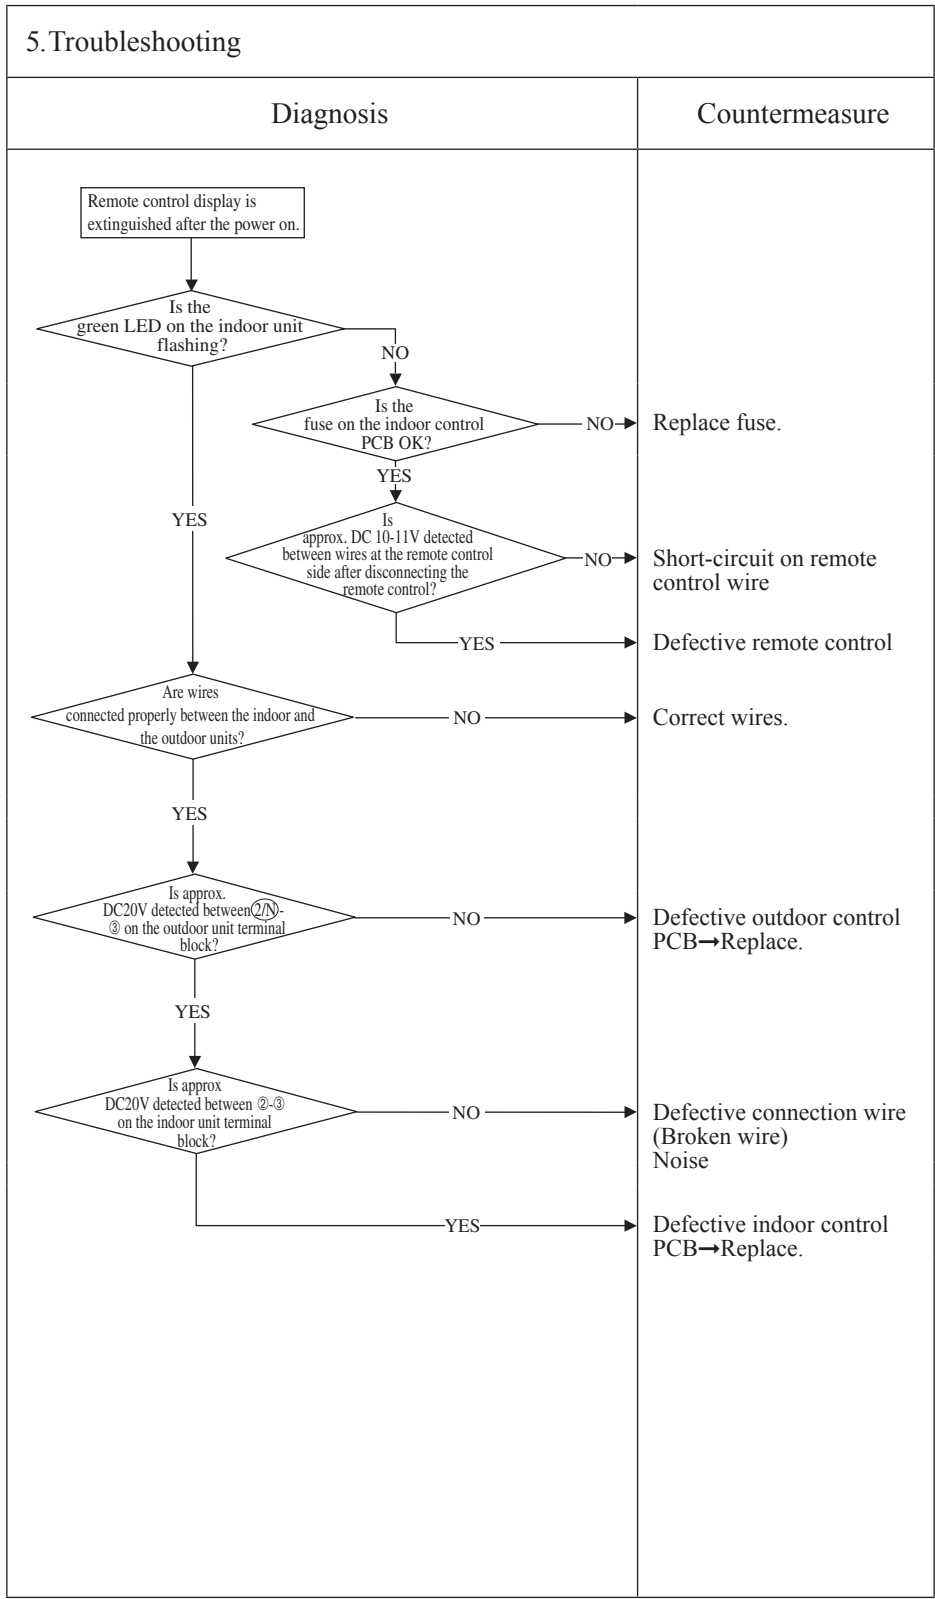 5.Troubleshooting
Diagnosis
Countermeasure
Remote control display is
extinguished after the power on.
Is the
green LED on the indoor unit
flashing?
NO
Is the
fuse on the indoor control
PCB OK?
NO
Replace fuse.
YES
YES
Is
approx. DC 10-11V detected
between wires at the remote control
side after disconnecting the
remote control?
NO
Short-circuit on remote
control wire
YES
Defective remote control
Are wires
connected properly between the indoor and
the outdoor units?
NO
Correct wires.
YES
Is approx.
DC20V detected between 2/N-
③ on the outdoor unit terminal
block?
NO
Defective outdoor control
PCB→Replace.
YES
Is approx
DC20V detected between ②-③
on the indoor unit terminal
block?
NO
Defective connection wire
(Broken wire)
Noise
YES
Defective indoor control
PCB→Replace.